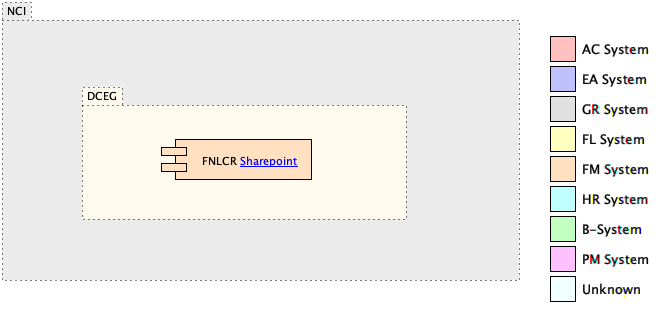 NCI
DCEG
FNLCR Sharepoint
AC System
EA System
GR System
FL System
FM System
HR System
B-System
PM System
Unknown